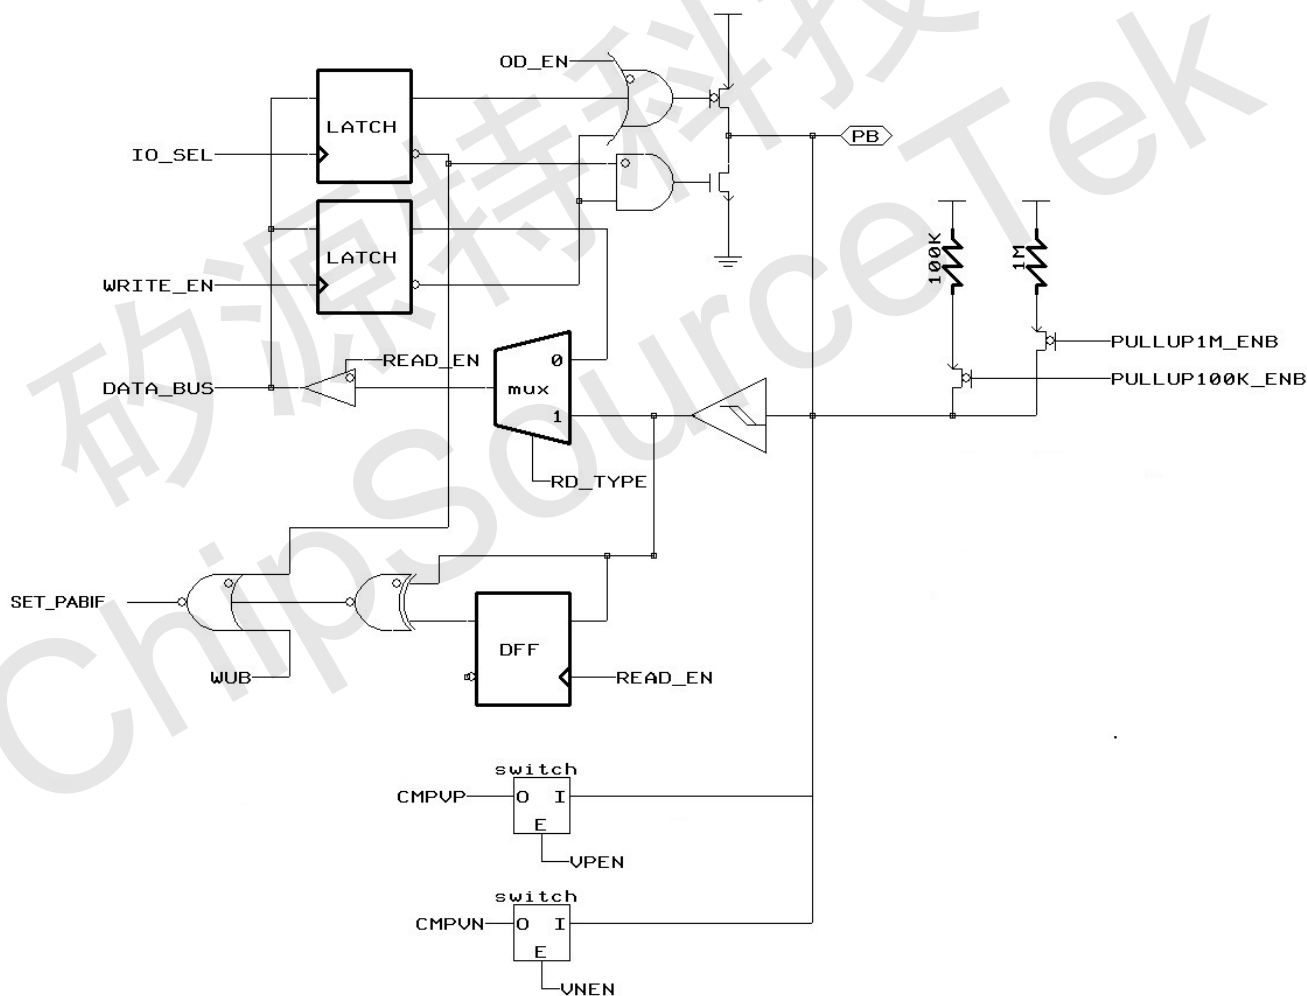 矽源特科技
ChipSourceTek
OD_EN
LATCH
IO_SEL
PB
LATCH
WRITE_EN
100K
1M
READ_EN
DATA_BUS
0
mux
1
RD_TYPE
PULLUP1M_ENB
PULLUP100K_ENB
SET_PABIF
DFF
WUB
READ_EN
switch
CMPVP
O I
E
VPEN
switch
CMPVN
O I
E
VNEN